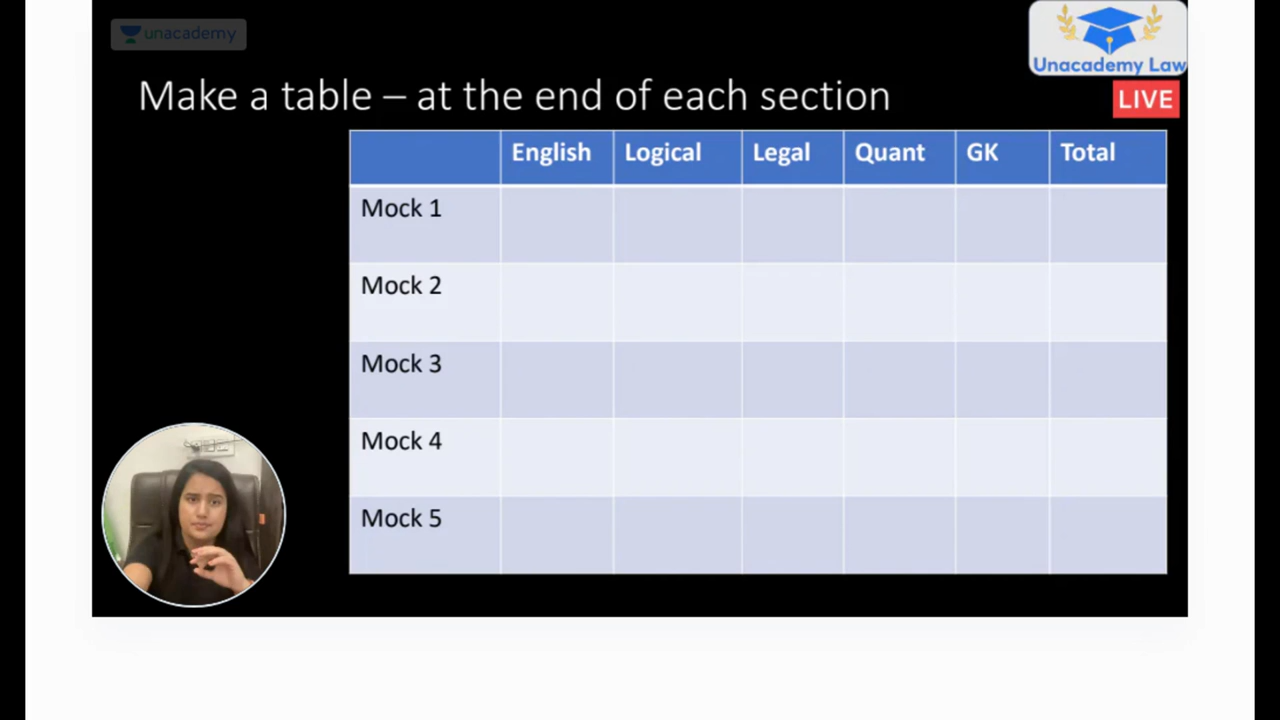 unacademy
Unacademy Law
LIVE
Make a table – at the end of each section
English Logical Legal Quant GK Total
Mock 1
Mock 2
Mock 3
Mock 4
Mock 5